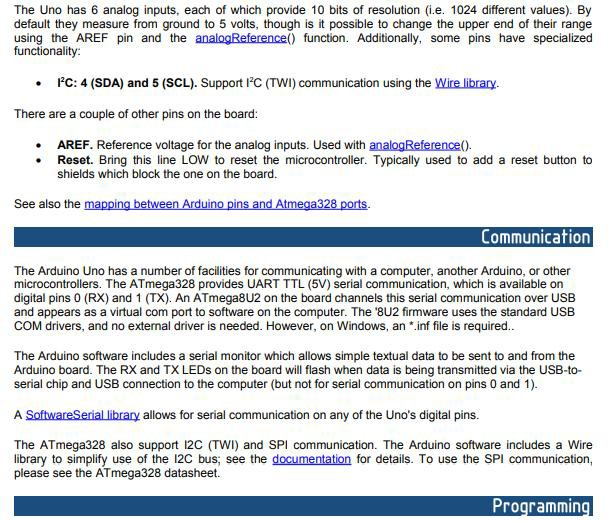 The Uno has 6 analog inputs, each of which provide 10 bits of resolution (i.e. 1024 different values). By
default they measure from ground to 5 volts, though is it possible to change the upper end of their range
using the AREF pin and the analogReference() function. Additionally, some pins have specialized
functionality:
• I²C: 4 (SDA) and 5 (SCL). Support I²C (TWI) communication using the Wire library.
There are a couple of other pins on the board:
• AREF. Reference voltage for the analog inputs. Used with analogReference().
• Reset. Bring this line LOW to reset the microcontroller. Typically used to add a reset button to
shields which block the one on the board.
See also the mapping between Arduino pins and Atmega328 ports.
Communication
The Arduino Uno has a number of facilities for communicating with a computer, another Arduino, or other
microcontrollers. The ATmega328 provides UART TTL (5V) serial communication, which is available on
digital pins 0 (RX) and 1 (TX). An ATmega8U2 on the board channels this serial communication over USB
and appears as a virtual com port to software on the computer. The '8U2 firmware uses the standard USB
COM drivers, and no external driver is needed. However, on Windows, an *.inf file is required..
The Arduino software includes a serial monitor which allows simple textual data to be sent to and from the
Arduino board. The RX and TX LEDs on the board will flash when data is being transmitted via the USB-to-
serial chip and USB connection to the computer (but not for serial communication on pins 0 and 1).
A SoftwareSerial library allows for serial communication on any of the Uno's digital pins.
The ATmega328 also support I2C (TWI) and SPI communication. The Arduino software includes a Wire
library to simplify use of the I2C bus; see the documentation for details. To use the SPI communication,
please see the ATmega328 datasheet.
Programming